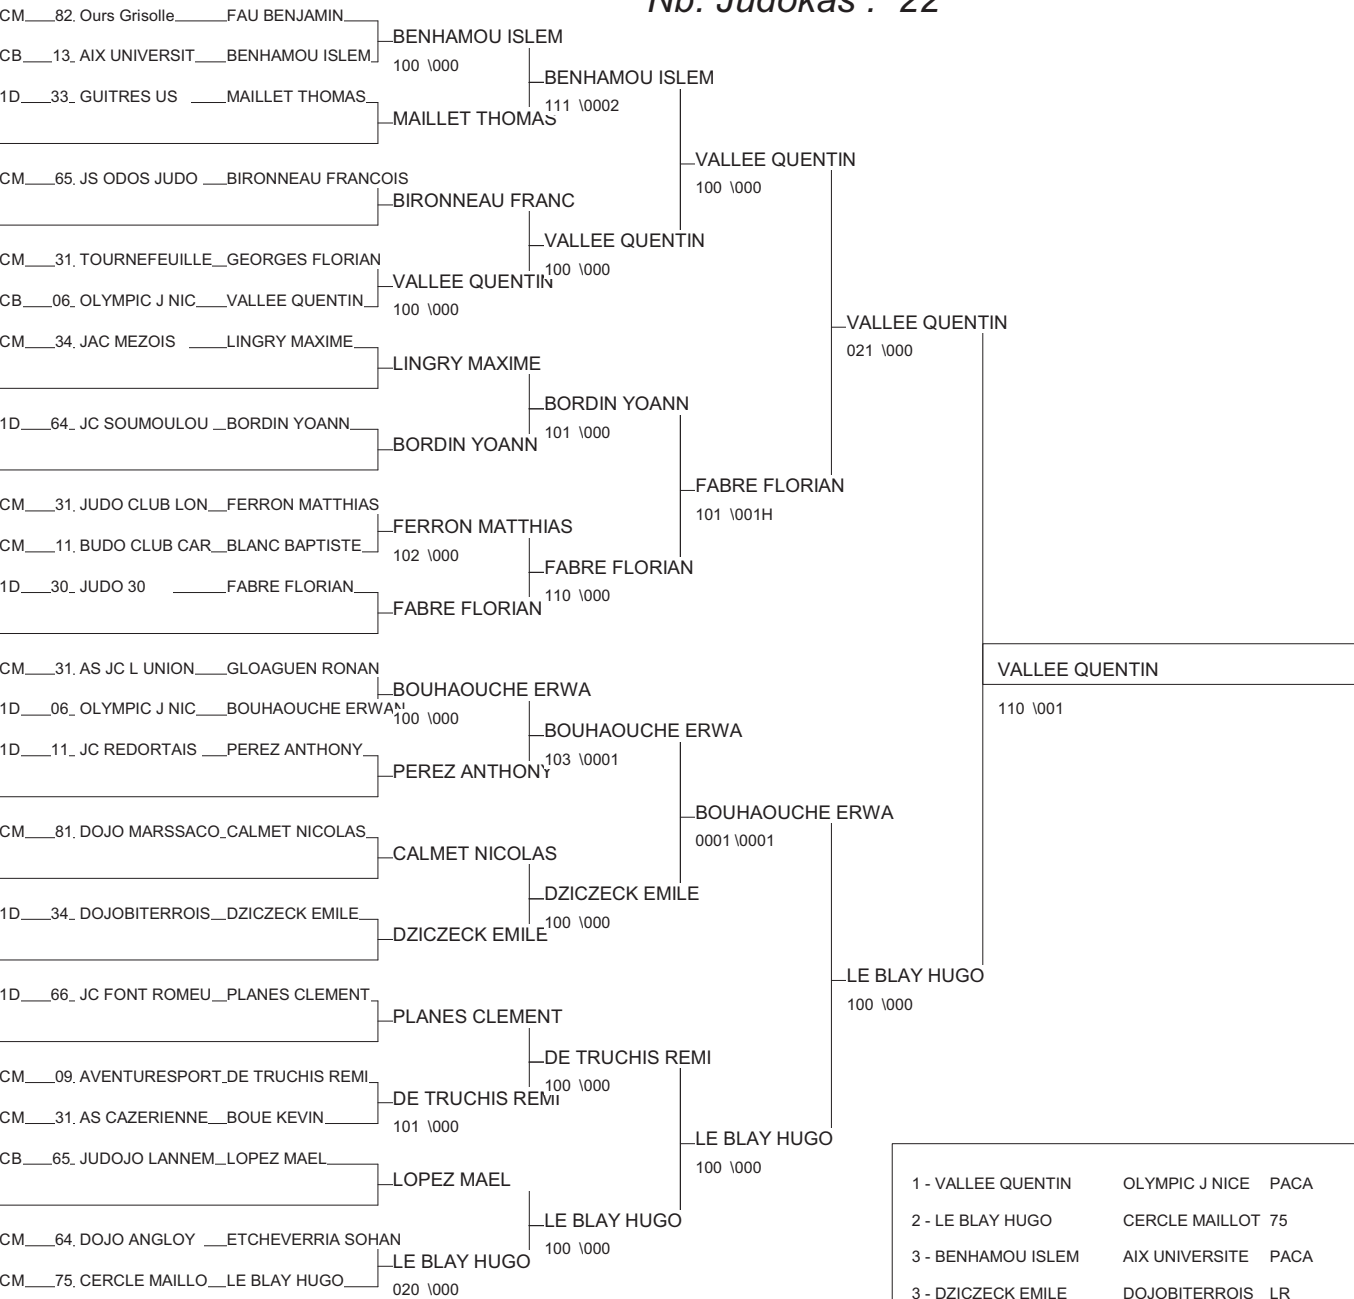 Nb. Judokas : 22
CM 82. Ours Grisolle FAU BENJAMIN
BENHAMOU ISLEM
CB 13_ AIX UNIVERSIT BENHAMOU ISLEM
100 \000
BENHAMOU ISLEM
1D 33_ GUITRES US MAILLET THOMAS
111 \0002
MAILLET THOMAS
VALLEE QUENTIN
CM 65. JS ODOS JUDO BIRONNEAU FRANCOIS
100 \000
BIRONNEAU FRANC
VALLEE QUENTIN
CM 31. TOURNEFEUILLE GEORGES FLORIAN
100 \000
VALLEE QUENTIN
CB 06_ OLYMPIC J NIC VALLEE QUENTIN
100 \000
VALLEE QUENTIN
CM 34. JAC MEZOIS LINGRY MAXIME
021 \000
LINGRY MAXIME
BORDIN YOANN
1D 64_ JC SOUMOULOU BORDIN YOANN
101 \000
BORDIN YOANN
FABRE FLORIAN
CM 31. JUDO CLUB LON FERRON MATTHIAS
101 \001H
FERRON MATTHIAS
CM 11. BUDO CLUB CAR BLANC BAPTISTE
102 \000
FABRE FLORIAN
1D 30_ JUDO 30 FABRE FLORIAN
110 \000
FABRE FLORIAN
CM 31. AS JC L UNION GLOAGUEN RONAN
VALLEE QUENTIN
BOUHAOUCHE ERWA
1D 06_ OLYMPIC J NIC BOUHAOUCHE ERWAN
110 \001
100 \000
BOUHAOUCHE ERWA
1D 11_ JC REDORTAIS PEREZ ANTHONY
103 \0001
PEREZ ANTHONY
BOUHAOUCHE ERWA
CM 81. DOJO MARSSACO CALMET NICOLAS
0001 \0001
CALMET NICOLAS
DZICZECK EMILE
1D 34_ DOJOBITERROIS DZICZECK EMILE
100 \000
DZICZECK EMILE
LE BLAY HUGO
1D 66_ JC FONT ROMEU PLANES CLEMENT
100 \000
PLANES CLEMENT
DE TRUCHIS REMI
CM 09. AVENTURESPORT DE TRUCHIS REMI
100 \000
DE TRUCHIS REMI
CM 31. AS CAZERIENNE BOUE KEVIN
101 \000
LE BLAY HUGO
CB 65_ JUDOJO LANNEM LOPEZ MAEL
100 \000
LOPEZ MAEL
1 - VALLEE QUENTIN OLYMPIC J NICE PACA
LE BLAY HUGO
2 - LE BLAY HUGO CERCLE MAILLOT 75
CM 64. DOJO ANGLOY ETCHEVERRIA SOHAN
100 \000
3 - BENHAMOU ISLEM AIX UNIVERSITE PACA
LE BLAY HUGO
CM 75. CERCLE MAILLO LE BLAY HUGO
020 \000
3 - DZICZECK EMILE DOJOBITERROIS LR